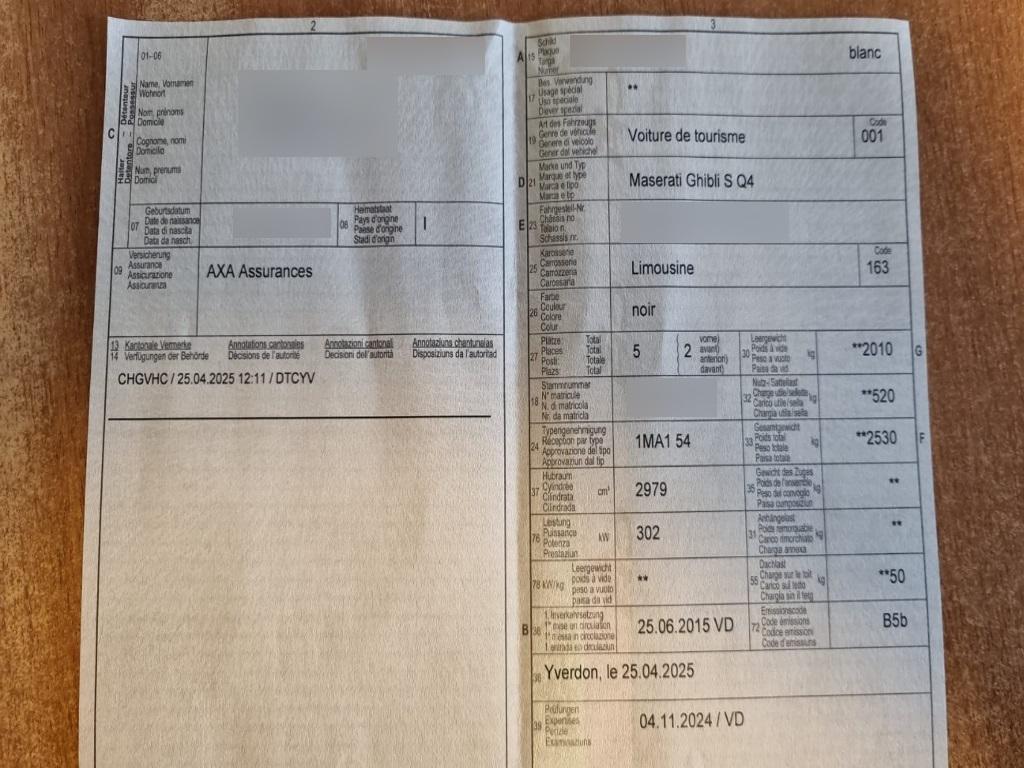 2
01-06
C
Halter
Détenteur
Detentore
Possessur
Name, Vornamen
Wohnort
Nom, prénoms
Domicile
Cognome, nomi
Domicilio
Num, prenums
Domicil
07
Geburtsdatum
Date de naissance
Data di nascita
Data da nasch.
08
Heimatstaat
Pays d'origine
Paese d'origine
Stadi d'origin
I
09
Versicherung
Assurance
Assicurazione
Assicuranza
AXA Assurances
13 Kantonale Vermerke Annotations cantonales Annotazioni cantonali Annotaziuns chantunalas
14 Verfügungen der Behörde Décisions de l'autorité Decisioni dell'autorità Disposiziuns da l'autoritad
CHGVHC / 25.04.2025 12:11 / DTCYV
3
A 15
Schild
Plaque
Targa
Numer
blanc
17
Bes. Verwendung
Usage spécial
Uso speciale
Diever spezial
**
19
Art des Fahrzeugs
Genre de véhicule
Genere di veicolo
Gener dal vehichel
Voiture de tourisme
Code
001
D 21
Marke und Typ
Marque et type
Marca e tipo
Marca e tip
Maserati Ghibli S Q4
E 23
Fahrgestell-Nr.
Châssis no
Telaio n.
Schassis nr.
25
Karosserie
Carrosserie
Carrozzeria
Carossaria
Limousine
Code
163
26
Farbe
Couleur
Colore
Colur
noir
27
Plätze: Total
Places: Total
Posti: Totale
Plazs: Total
5
( 2
vorne)
avant)
anteriori)
davant)
30
Leergewicht
Poids à vide
Peso a vuoto
Paisa da vid
kg
**2010
G
18
Stammnummer
N° matricule
N. di matricola
Nr. da matricla
32
Nutz-/Sattellast
Charge utile/sellette
Carico utile/sella
Chargia utila/sella
kg
**520
24
Typengenehmigung
Réception par type
Approvazione del tipo
Approvaziun dal tip
1MA1 54
33
Gesamtgewicht
Poids total
Peso totale
Paisa totala
kg
**2530
F
37
Hubraum
Cylindrée
Cilindrata
Cilindrada
cm³
2979
35
Gewicht des Zuges
Poids de l'ensemble
Peso del convoglio
Paisa cumposiziun
kg
**
76
Leistung
Puissance
Potenza
Prestaziun
kW
302
31
Anhängelast
Poids remorquable
Carico rimorchiato
Chargia annexa
kg
**
78 kW/kg
Leergewicht
poids à vide
peso a vuoto
paisa da vid
**
55
Dachlast
Charge sur le toit
Carico sul tetto
Chargia sin il tetg
kg
**50
B 36
1. Inverkehrsetzung
1re mise en circulation
1a messa in circolazione
1. entrada en circulaziun
25.06.2015 VD
72
Emissionscode
Code émissions
Codice emissioni
Code d'emissiuns
B5b
38
Yverdon, le 25.04.2025
39
Prüfungen
Expertises
Perizie
Examinaziuns
04.11.2024 / VD